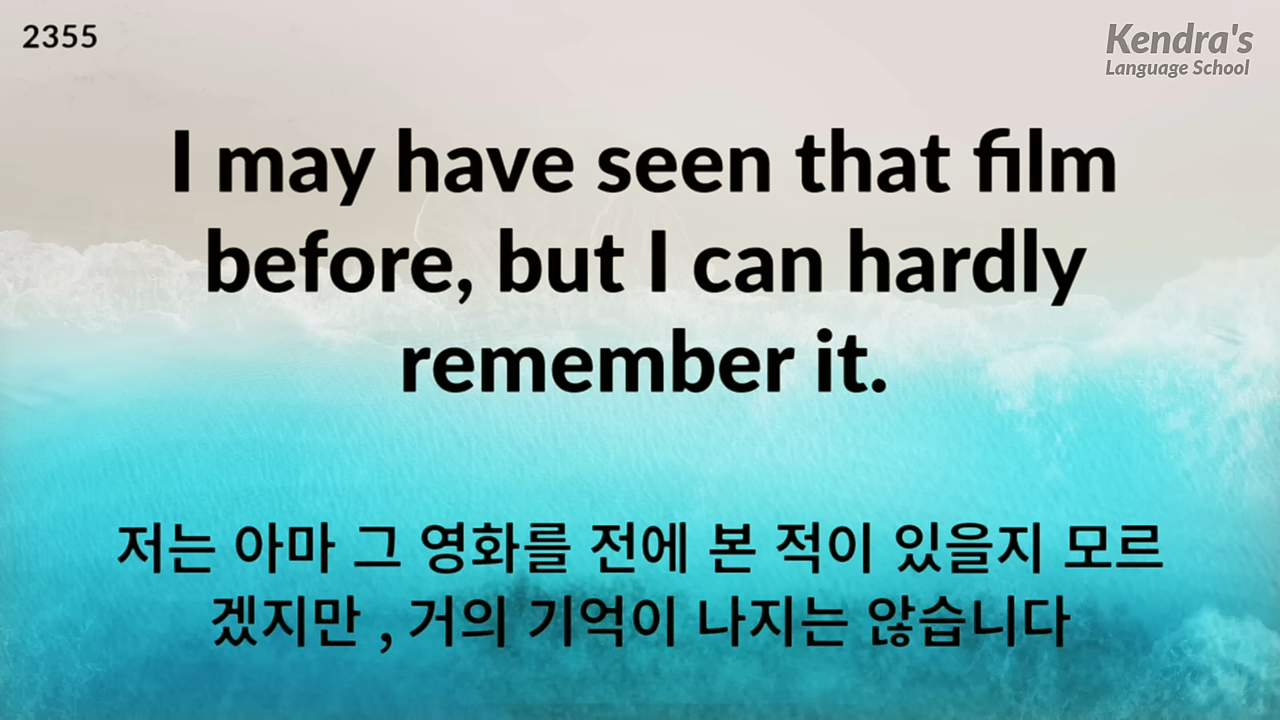 2355
Kendra's
Language School
I may have seen that film
before, but I can hardly
remember it.
저는 아마 그 영화를 전에 본 적이 있을지 모르
겠지만 , 거의 기억이 나지는 않습니다